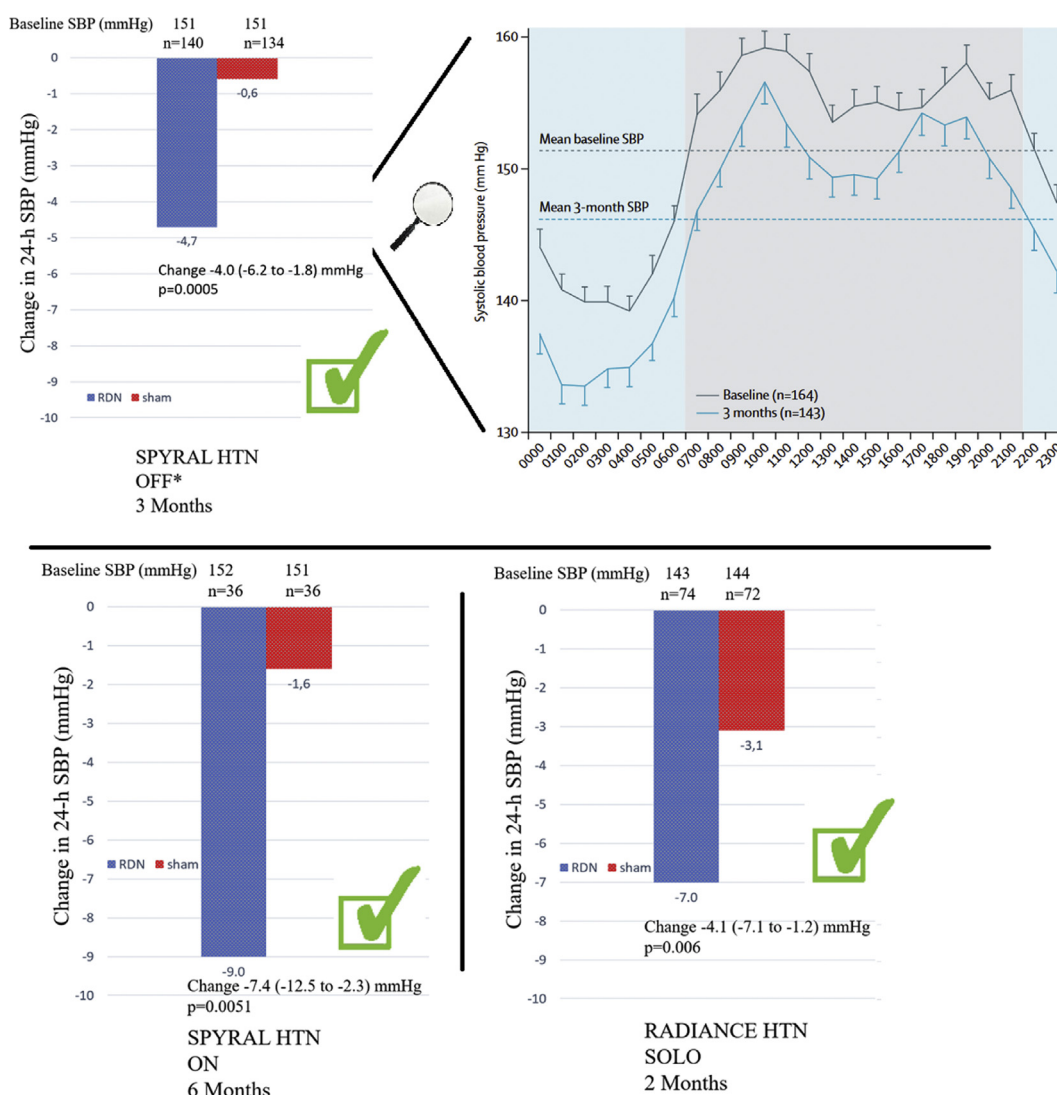 Baseline SBP (mmHg) 151 151
n=140 n=134
Change in 24-h SBP (mmHg)
0
-1
-2
-3
-4
-5
-6
-7
-8
-9
-10
-0,6
-4,7
Change -4.0 (-6.2 to -1.8) mmHg
p=0.0005
RDN sham
SPYRAL HTN
OFF*
3 Months
Systolic blood pressure (mm Hg)
160
150
140
130
Mean baseline SBP
Mean 3-month SBP
Baseline (n=164)
3 months (n=143)
0000 0100 0200 0300 0400 0500 0600 0700 0800 0900 1000 1100 1200 1300 1400 1500 1600 1700 1800 1900 2000 2100 2200 2300
Baseline SBP (mmHg) 152 151
n=36 n=36
Change in 24-h SBP (mmHg)
0
-1
-2
-3
-4
-5
-6
-7
-8
-9
-10
-1,6
RDN sham
-9.0
Change -7.4 (-12.5 to -2.3) mmHg
p=0.0051
SPYRAL HTN
ON
6 Months
Baseline SBP (mmHg) 143 144
n=74 n=72
Change in 24-h SBP (mmHg)
0
-1
-2
-3
-4
-5
-6
-7
-8
-9
-10
-3,1
RDN sham
-7.0
Change -4.1 (-7.1 to -1.2) mmHg
p=0.006
RADIANCE HTN
SOLO
2 Months